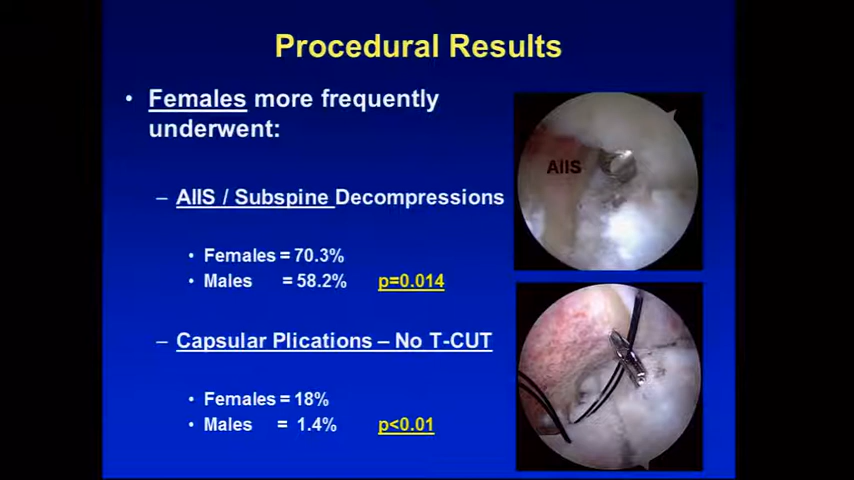 Procedural Results
• Females more frequently
underwent:
– AIIS / Subspine Decompressions
• Females = 70.3%
• Males = 58.2% p=0.014
– Capsular Plications – No T-CUT
• Females = 18%
• Males = 1.4% p<0.01
AIIS